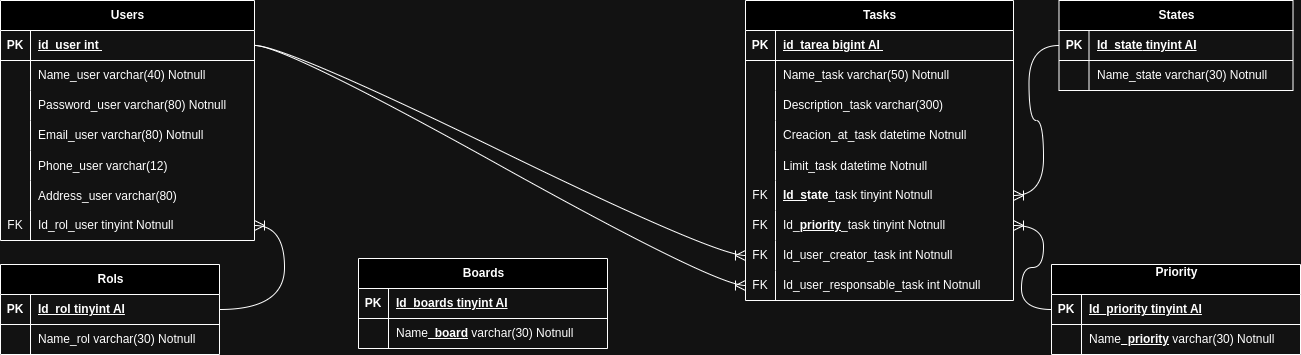 Users
PK id_user int
Name_user varchar(40) Notnull
Password_user varchar(80) Notnull
Email_user varchar(80) Notnull
Phone_user varchar(12)
Address_user varchar(80)
FK Id_rol_user tinyint Notnull
Rols
PK Id_rol tinyint AI
Name_rol varchar(30) Notnull
Boards
PK Id_boards tinyint AI
Name_board varchar(30) Notnull
Tasks
PK id_tarea bigint AI
Name_task varchar(50) Notnull
Description_task varchar(300)
Creacion_at_task datetime Notnull
Limit_task datetime Notnull
FK Id_state_task tinyint Notnull
FK Id_priority_task tinyint Notnull
FK Id_user_creator_task int Notnull
FK Id_user_responsable_task int Notnull
States
PK Id_state tinyint AI
Name_state varchar(30) Notnull
Priority
PK Id_priority tinyint AI
Name_priority varchar(30) Notnull